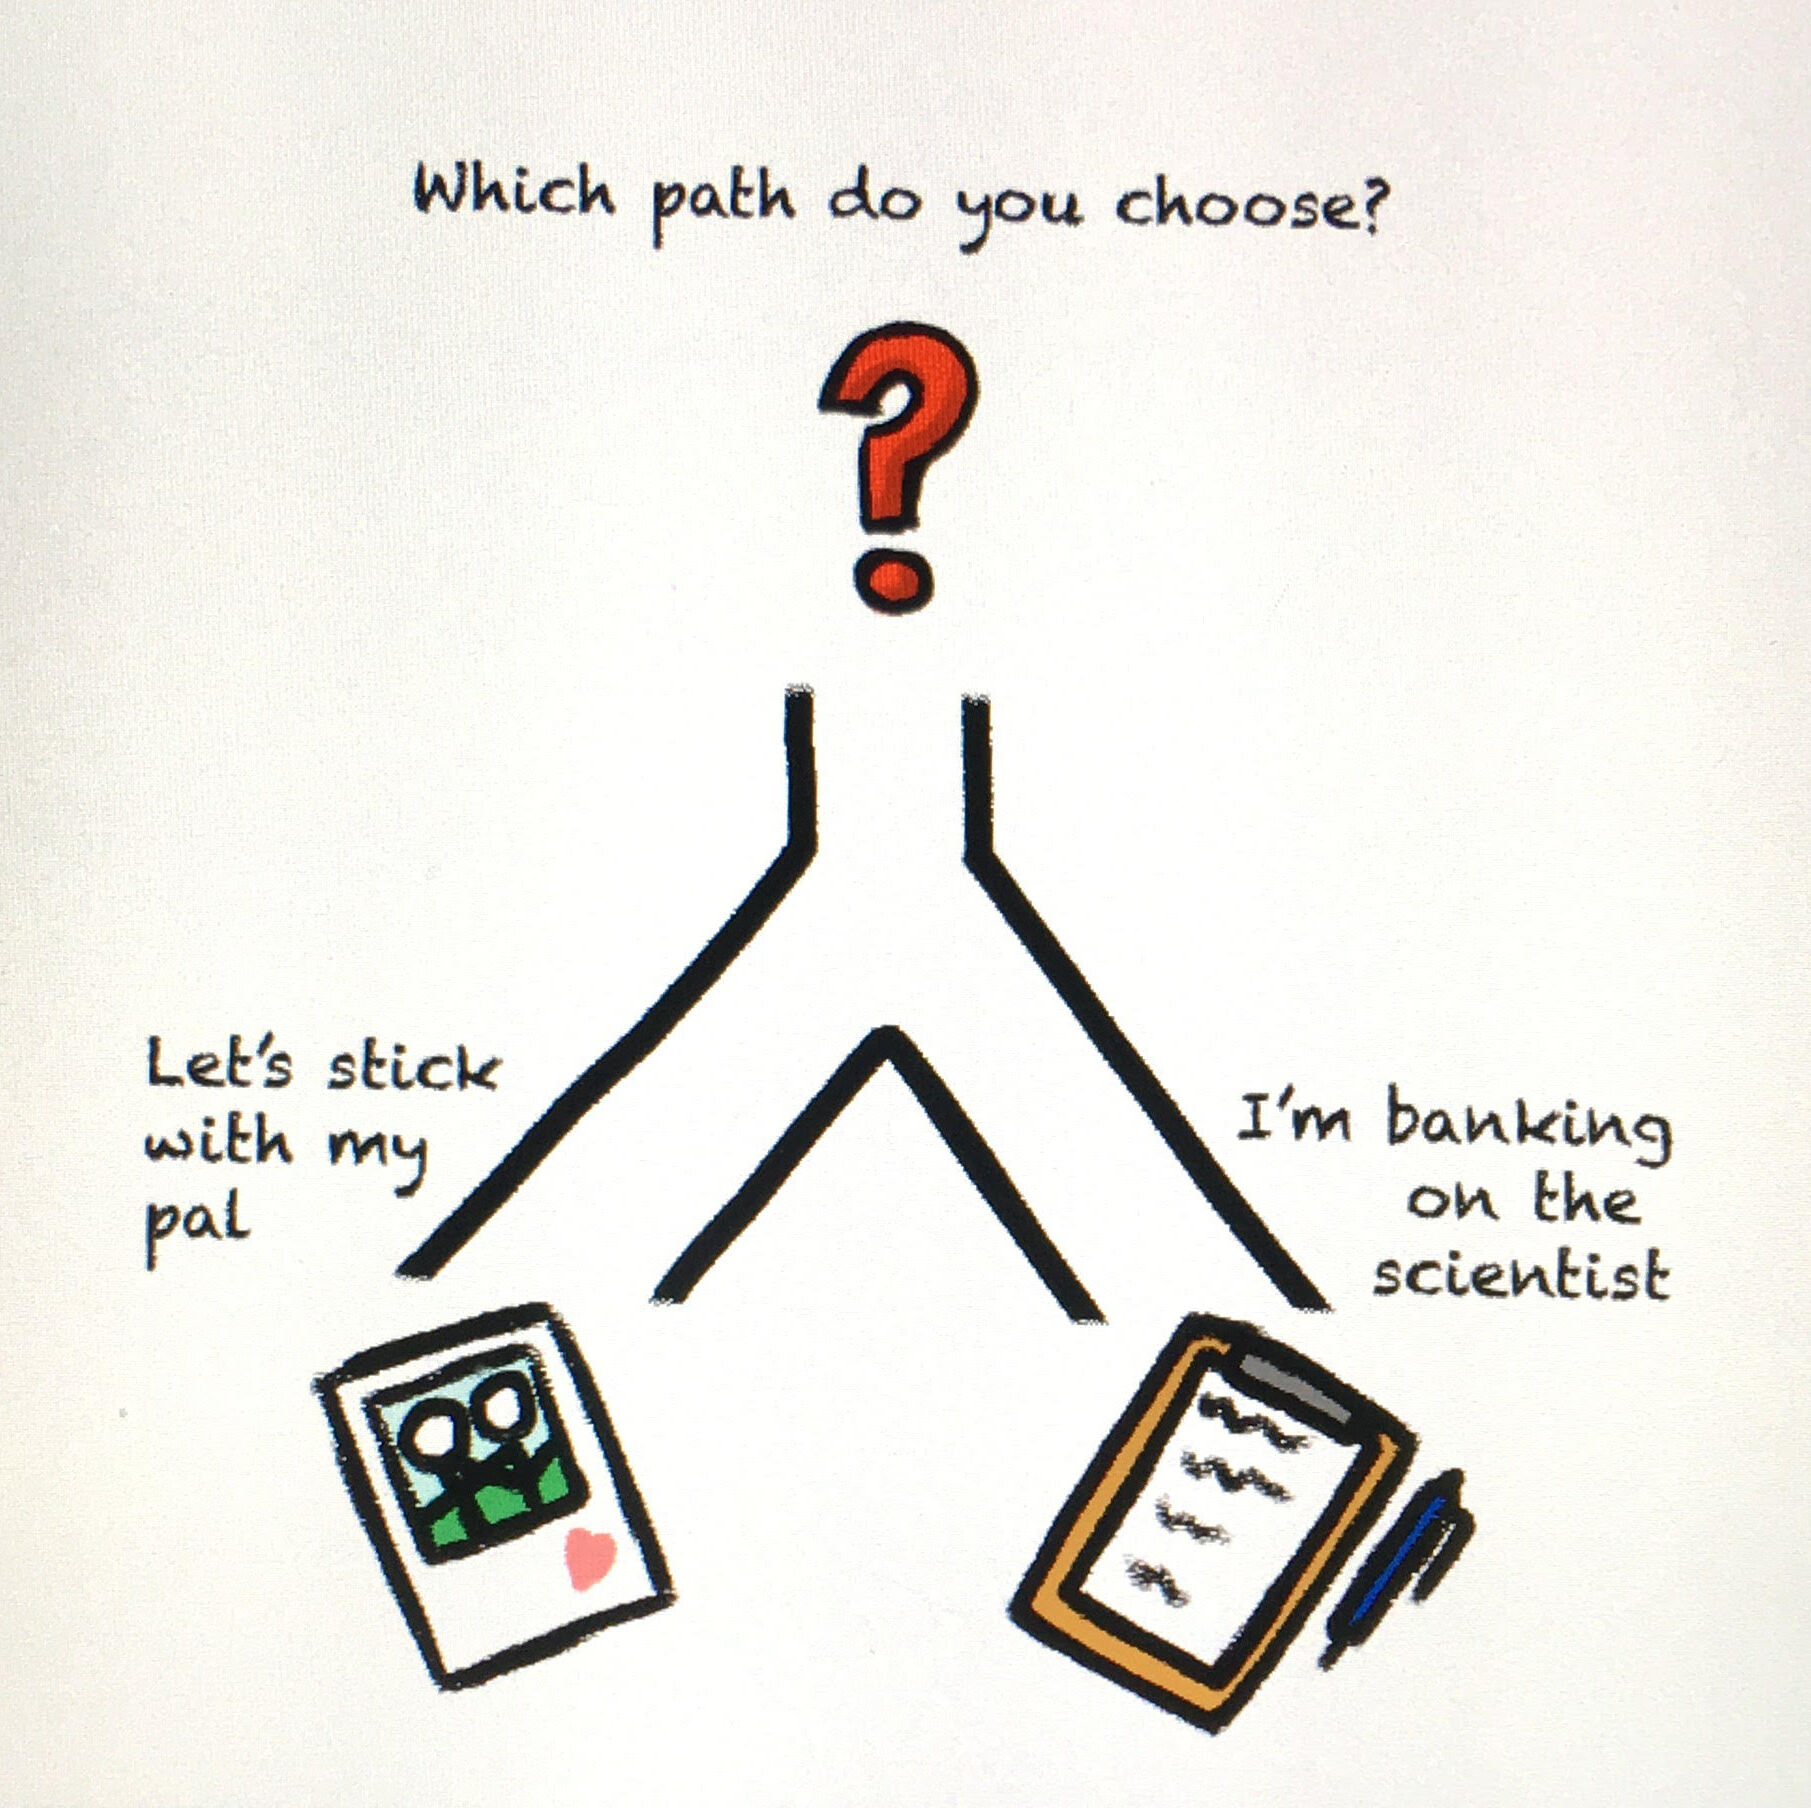 Which path do you choose?
?
Let's stick
with my
pal
I'm banking
on the
scientist